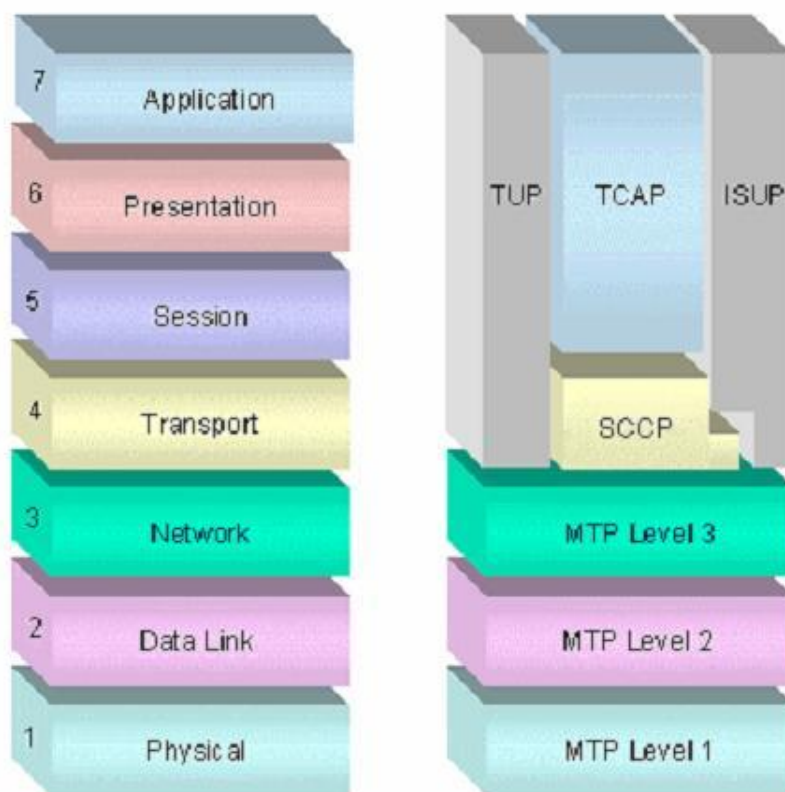 7
Application
6
Presentation
5
Session
4
Transport
3
Network
2
Data Link
1
Physical
TUP
TCAP
ISUP
SCCP
MTP Level 3
MTP Level 2
MTP Level 1